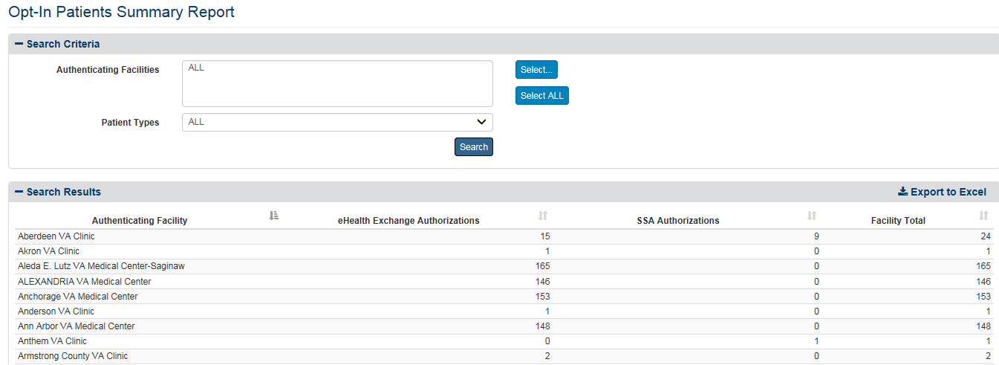 Opt-In Patients Summary Report
Search Criteria
Authenticating Facilities ALL Select...
Select ALL
Patient Types ALL
Search
Search Results Export to Excel
Authenticating Facility eHealth Exchange Authorizations SSA Authorizations Facility Total
Aberdeen VA Clinic 15 9 24
Akron VA Clinic 1 0 1
Aleda E. Lutz VA Medical Center-Saginaw 165 0 165
ALEXANDRIA VA Medical Center 146 0 146
Anchorage VA Medical Center 153 0 153
Anderson VA Clinic 1 0 1
Ann Arbor VA Medical Center 148 0 148
Anthem VA Clinic 0 1 1
Armstrong County VA Clinic 2 0 2